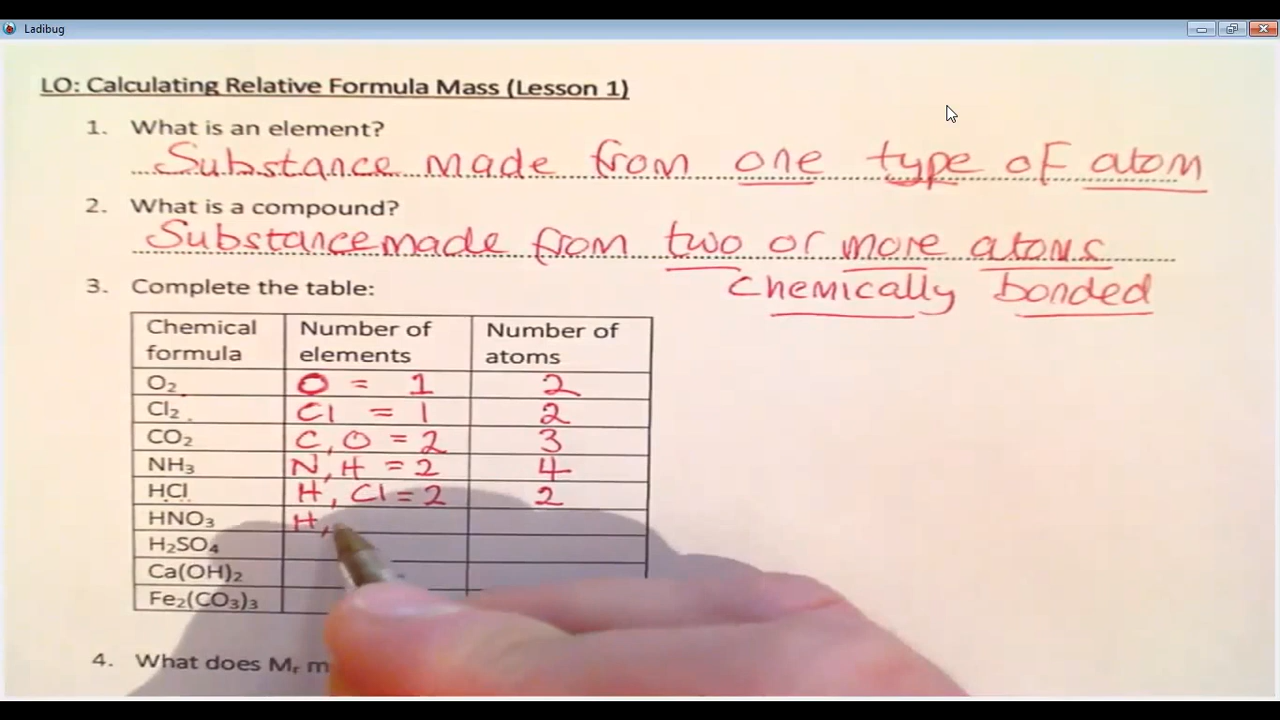 Ladibug
LO: Calculating Relative Formula Mass (Lesson 1)
1. What is an element?
Substance made from one type of atom
2. What is a compound?
Substance made from two or more atoms
chemically bonded
3. Complete the table:
Chemical formula Number of elements Number of atoms
O₂ O = 1 2
Cl₂ Cl = 1 2
CO₂ C, O = 2 3
NH₃ N, H = 2 4
HCl H, Cl = 2 2
HNO₃ H,
H₂SO₄
Ca(OH)₂
Fe₂(CO₃)₃
4. What does Mᵣ m